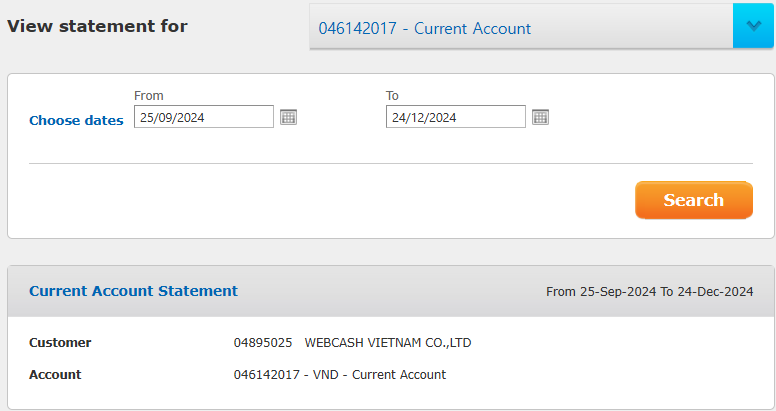 View statement for
046142017 - Current Account
From To
Choose dates 25/09/2024 24/12/2024
Search
Current Account Statement From 25-Sep-2024 To 24-Dec-2024
Customer 04895025 WEBCASH VIETNAM CO.,LTD
Account 046142017 - VND - Current Account